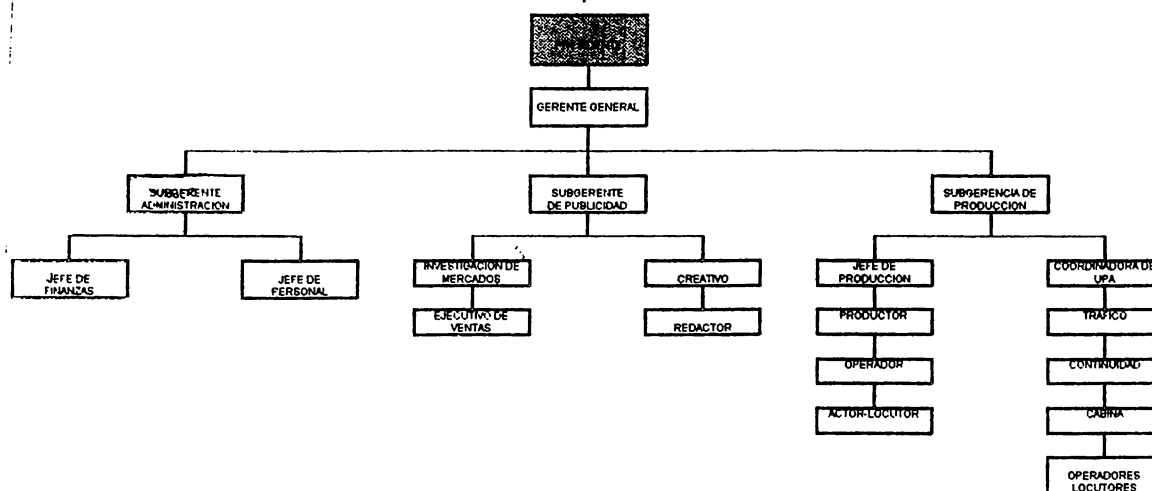 GERENTE GENERAL
SUBGERENTE
ADMINISTRACION
SUBGERENTE
DE PUBLICIDAD
SUBGERENCIA DE
PRODUCCION
JEFE DE
FINANZAS
JEFE DE
PERSONAL
INVESTIGACION DE
MERCADOS
CREATIVO
JEFE DE
PRODUCCION
COORDINADORA DE
UPA
EJECUTIVO DE
VENTAS
REDACTOR
PRODUCTOR
TRAFICO
OPERADOR
CONTINUIDAD
ACTOR-LOCUTOR
CABINA
OPERADORES
LOCUTORES